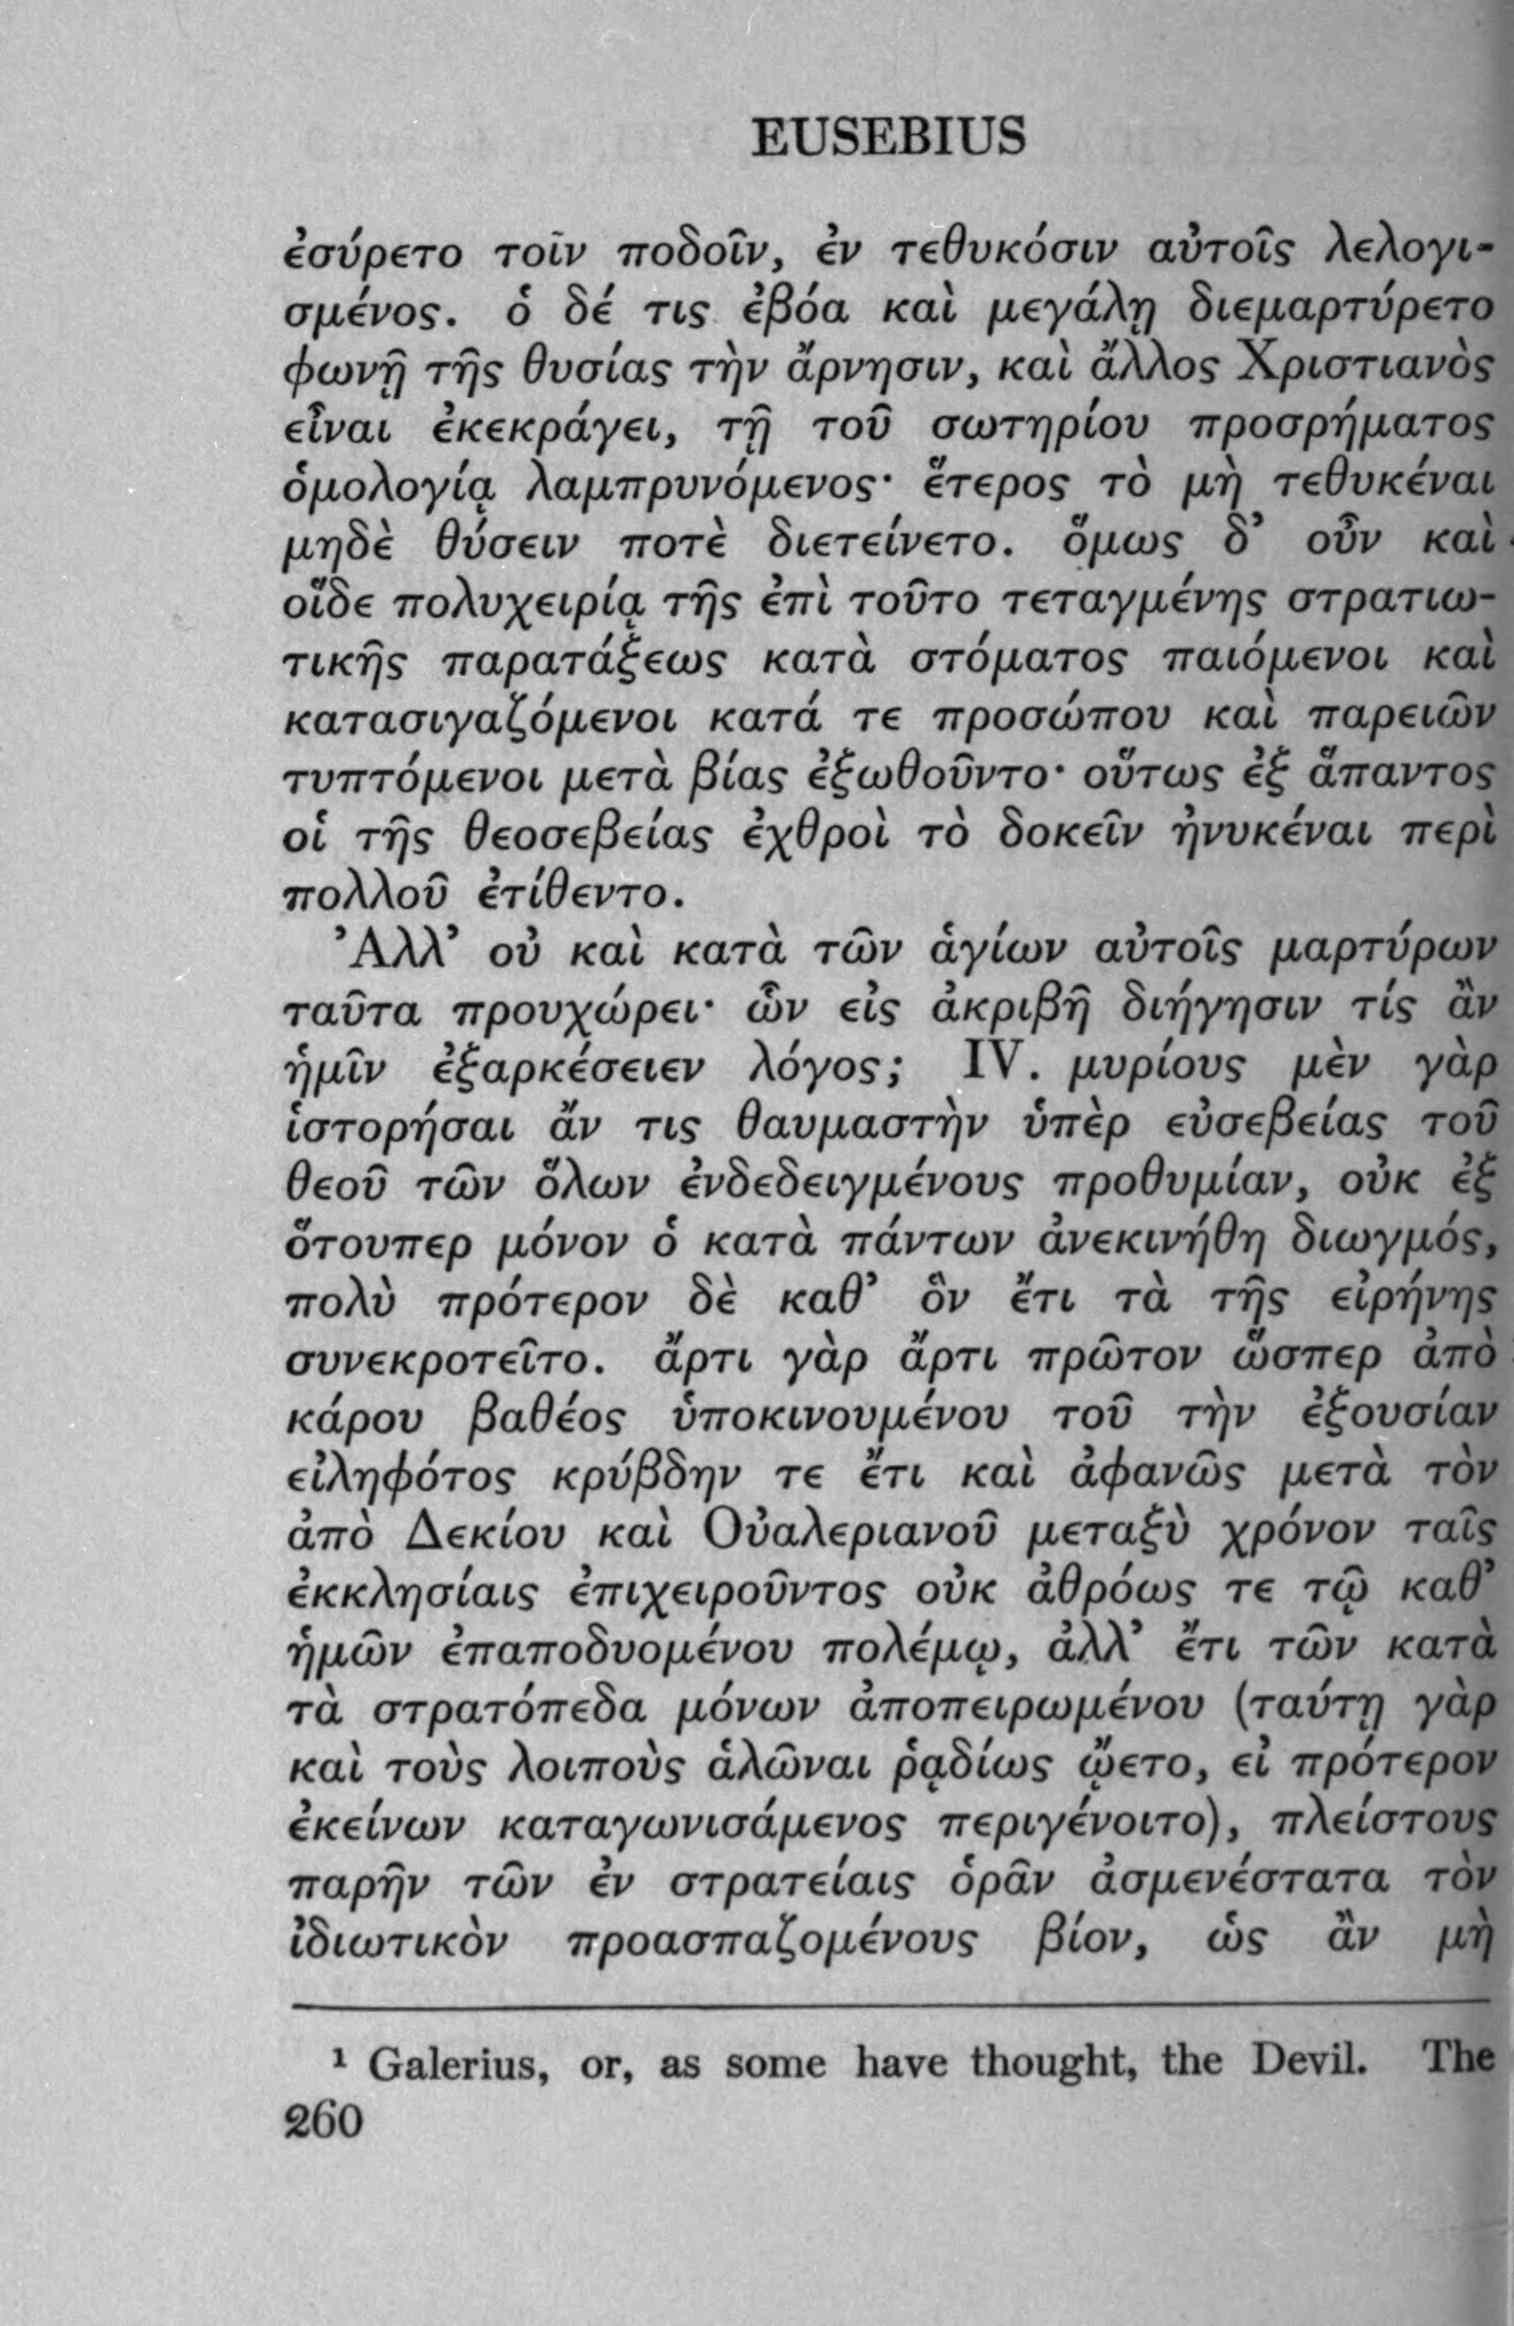 EUSEBIUS
ἐσύρετο τοῖν ποδοῖν, ἐν τεθυκόσιν αὐτοῖς λελογι-
σμένος. ὁ δέ τις ἐβόα καὶ μεγάλῃ διεμαρτύρετο
φωνῇ τῆς θυσίας τὴν ἄρνησιν, καὶ ἄλλος Χριστιανὸς
εἶναι ἐκεκράγει, τῇ τοῦ σωτηρίου προσρήματος
ὁμολογίᾳ λαμπρυνόμενος· ἕτερος τὸ μὴ τεθυκέναι
μηδὲ θύσειν ποτὲ διετείνετο. ὅμως δ’ οὖν καὶ
οἵδε πολυχειρίᾳ τῆς ἐπὶ τοῦτο τεταγμένης στρατιω-
τικῆς παρατάξεως κατὰ στόματος παιόμενοι καὶ
κατασιγαζόμενοι κατά τε προσώπου καὶ παρειῶν
τυπτόμενοι μετὰ βίας ἐξωθοῦντο· οὕτως ἐξ ἅπαντος
οἱ τῆς θεοσεβείας ἐχθροὶ τὸ δοκεῖν ἠνυκέναι περὶ
πολλοῦ ἐτίθεντο.
Ἀλλ’ οὐ καὶ κατὰ τῶν ἁγίων αὐτοῖς μαρτύρων
ταῦτα προυχώρει· ὧν εἰς ἀκριβῆ διήγησιν τίς ἂν
ἡμῖν ἐξαρκέσειεν λόγος; IV. μυρίους μὲν γὰρ
ἱστορήσαι ἄν τις θαυμαστὴν ὑπὲρ εὐσεβείας τοῦ
θεοῦ τῶν ὅλων ἐνδεδειγμένους προθυμίαν, οὐκ ἐξ
ὅτουπερ μόνον ὁ κατὰ πάντων ἀνεκινήθη διωγμός,
πολὺ πρότερον δὲ καθ’ ὃν ἔτι τὰ τῆς εἰρήνης
συνεκροτεῖτο. ἄρτι γὰρ ἄρτι πρῶτον ὥσπερ ἀπὸ
κάρου βαθέος ὑποκινουμένου τοῦ τὴν ἐξουσίαν
εἰληφότος κρύβδην τε ἔτι καὶ ἀφανῶς μετὰ τὸν
ἀπὸ Δεκίου καὶ Οὐαλεριανοῦ μεταξὺ χρόνον ταῖς
ἐκκλησίαις ἐπιχειροῦντος οὐκ ἀθρόως τε τῷ καθ’
ἡμῶν ἐπαποδυομένου πολέμῳ, ἀλλ’ ἔτι τῶν κατὰ
τὰ στρατόπεδα μόνων ἀποπειρωμένου (ταύτῃ γὰρ
καὶ τοὺς λοιποὺς ἁλῶναι ῥᾳδίως ᾤετο, εἰ πρότερον
ἐκείνων καταγωνισάμενος περιγένοιτο), πλείστους
παρῆν τῶν ἐν στρατείαις ὁρᾶν ἀσμενέστατα τὸν
ἰδιωτικὸν προασπαζομένους βίον, ὡς ἂν μὴ
¹ Galerius, or, as some have thought, the Devil. The
260